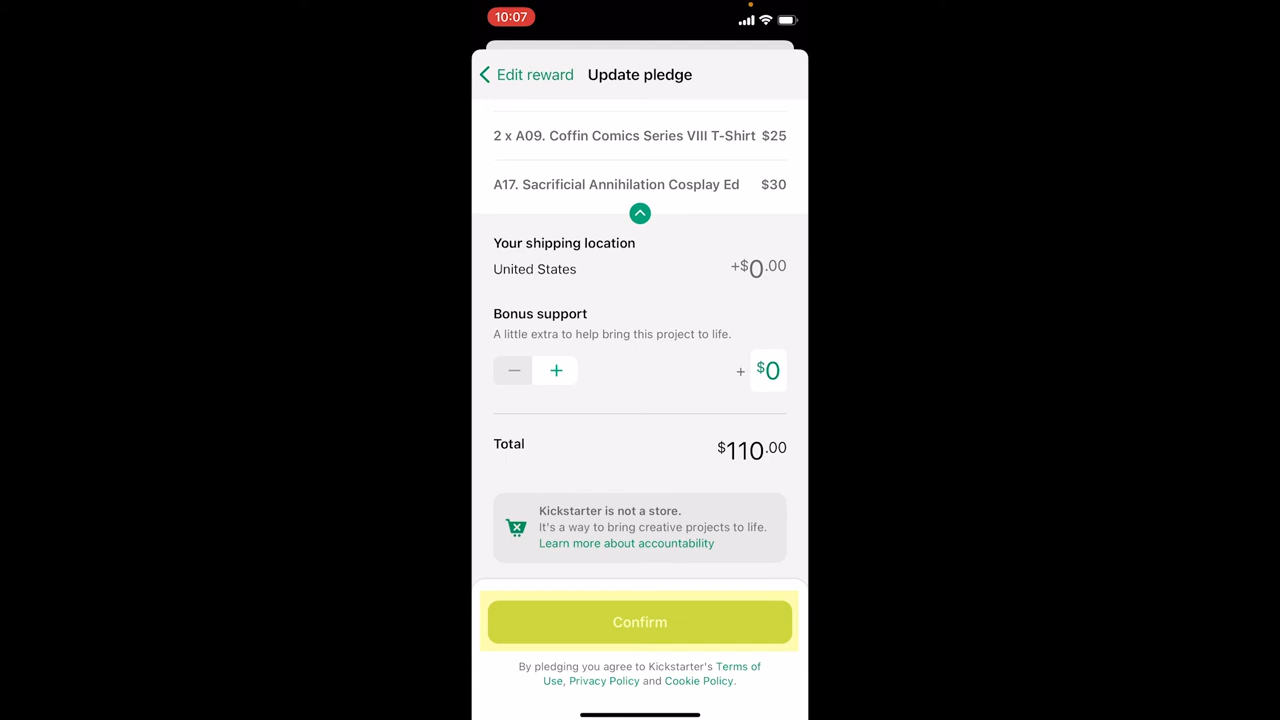 10:07
Edit reward Update pledge
2 x A09. Coffin Comics Series VIII T-Shirt $25
A17. Sacrificial Annihilation Cosplay Ed $30
Your shipping location
United States +$0.00
Bonus support
A little extra to help bring this project to life.
− + + $0
Total $110.00
Kickstarter is not a store.
It's a way to bring creative projects to life.
Learn more about accountability
Confirm
By pledging you agree to Kickstarter's Terms of
Use, Privacy Policy and Cookie Policy.